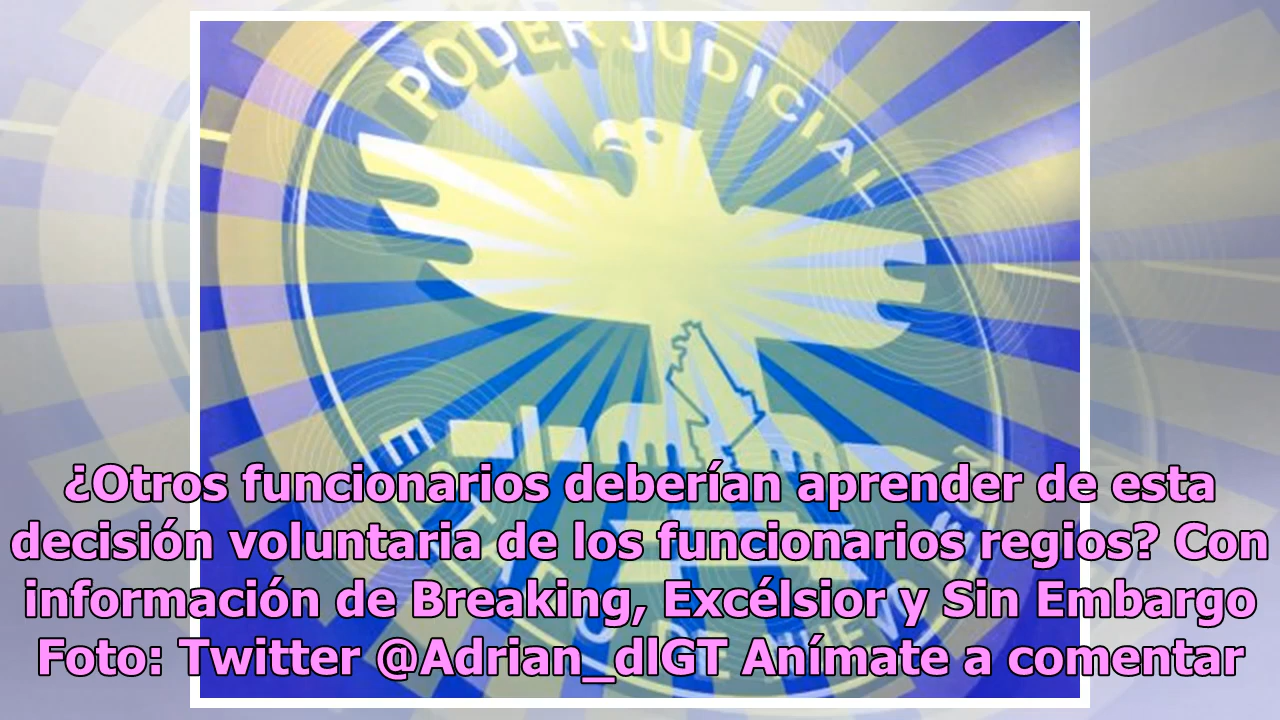 PODER JUDICIAL
¿Otros funcionarios deberían aprender de esta
decisión voluntaria de los funcionarios regios? Con
información de Breaking, Excélsior y Sin Embargo
Foto: Twitter @Adrian_dlGT Anímate a comentar